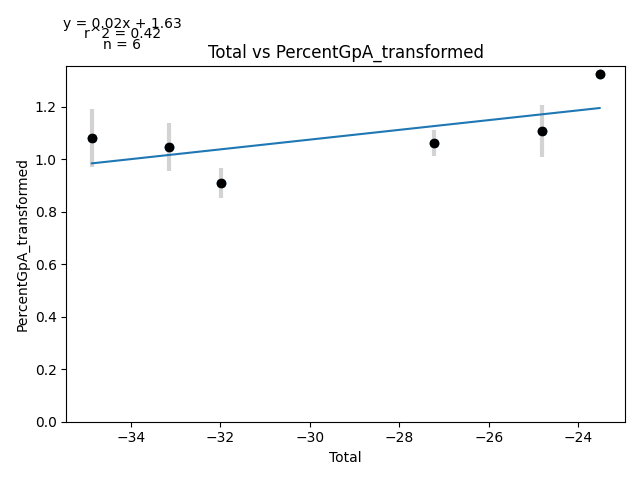 y = 0.02x + 1.63
r^2 = 0.42
n = 6
Total vs PercentGpA_transformed
PercentGpA_transformed
1.2
1.0
0.8
0.6
0.4
0.2
0.0
−34
−32
−30
−28
−26
−24
Total